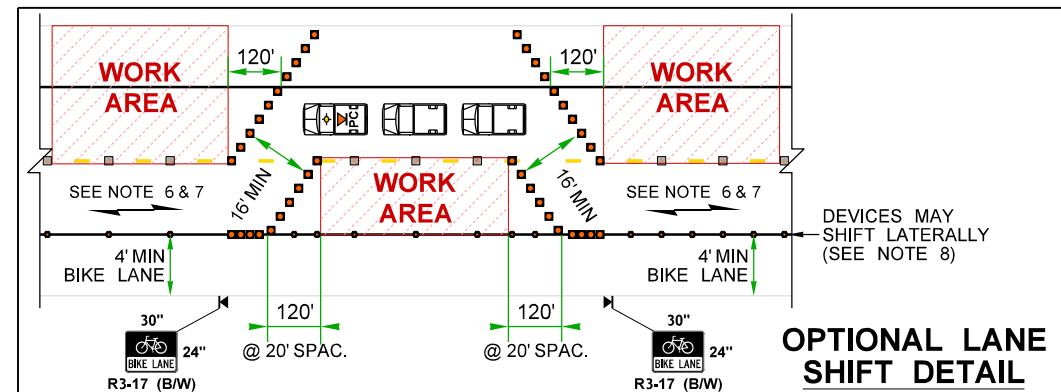 120'
120'
WORK
AREA
WORK
AREA
PC
SEE NOTE 6 & 7
16' MIN
WORK
AREA
16' MIN
SEE NOTE 6 & 7
DEVICES MAY
SHIFT LATERALLY
(SEE NOTE 8)
4' MIN
BIKE LANE
4' MIN
BIKE LANE
120'
120'
30"
24"
BIKE LANE
R3-17 (B/W)
@ 20' SPAC.
@ 20' SPAC.
30"
24"
BIKE LANE
R3-17 (B/W)
OPTIONAL LANE
SHIFT DETAIL